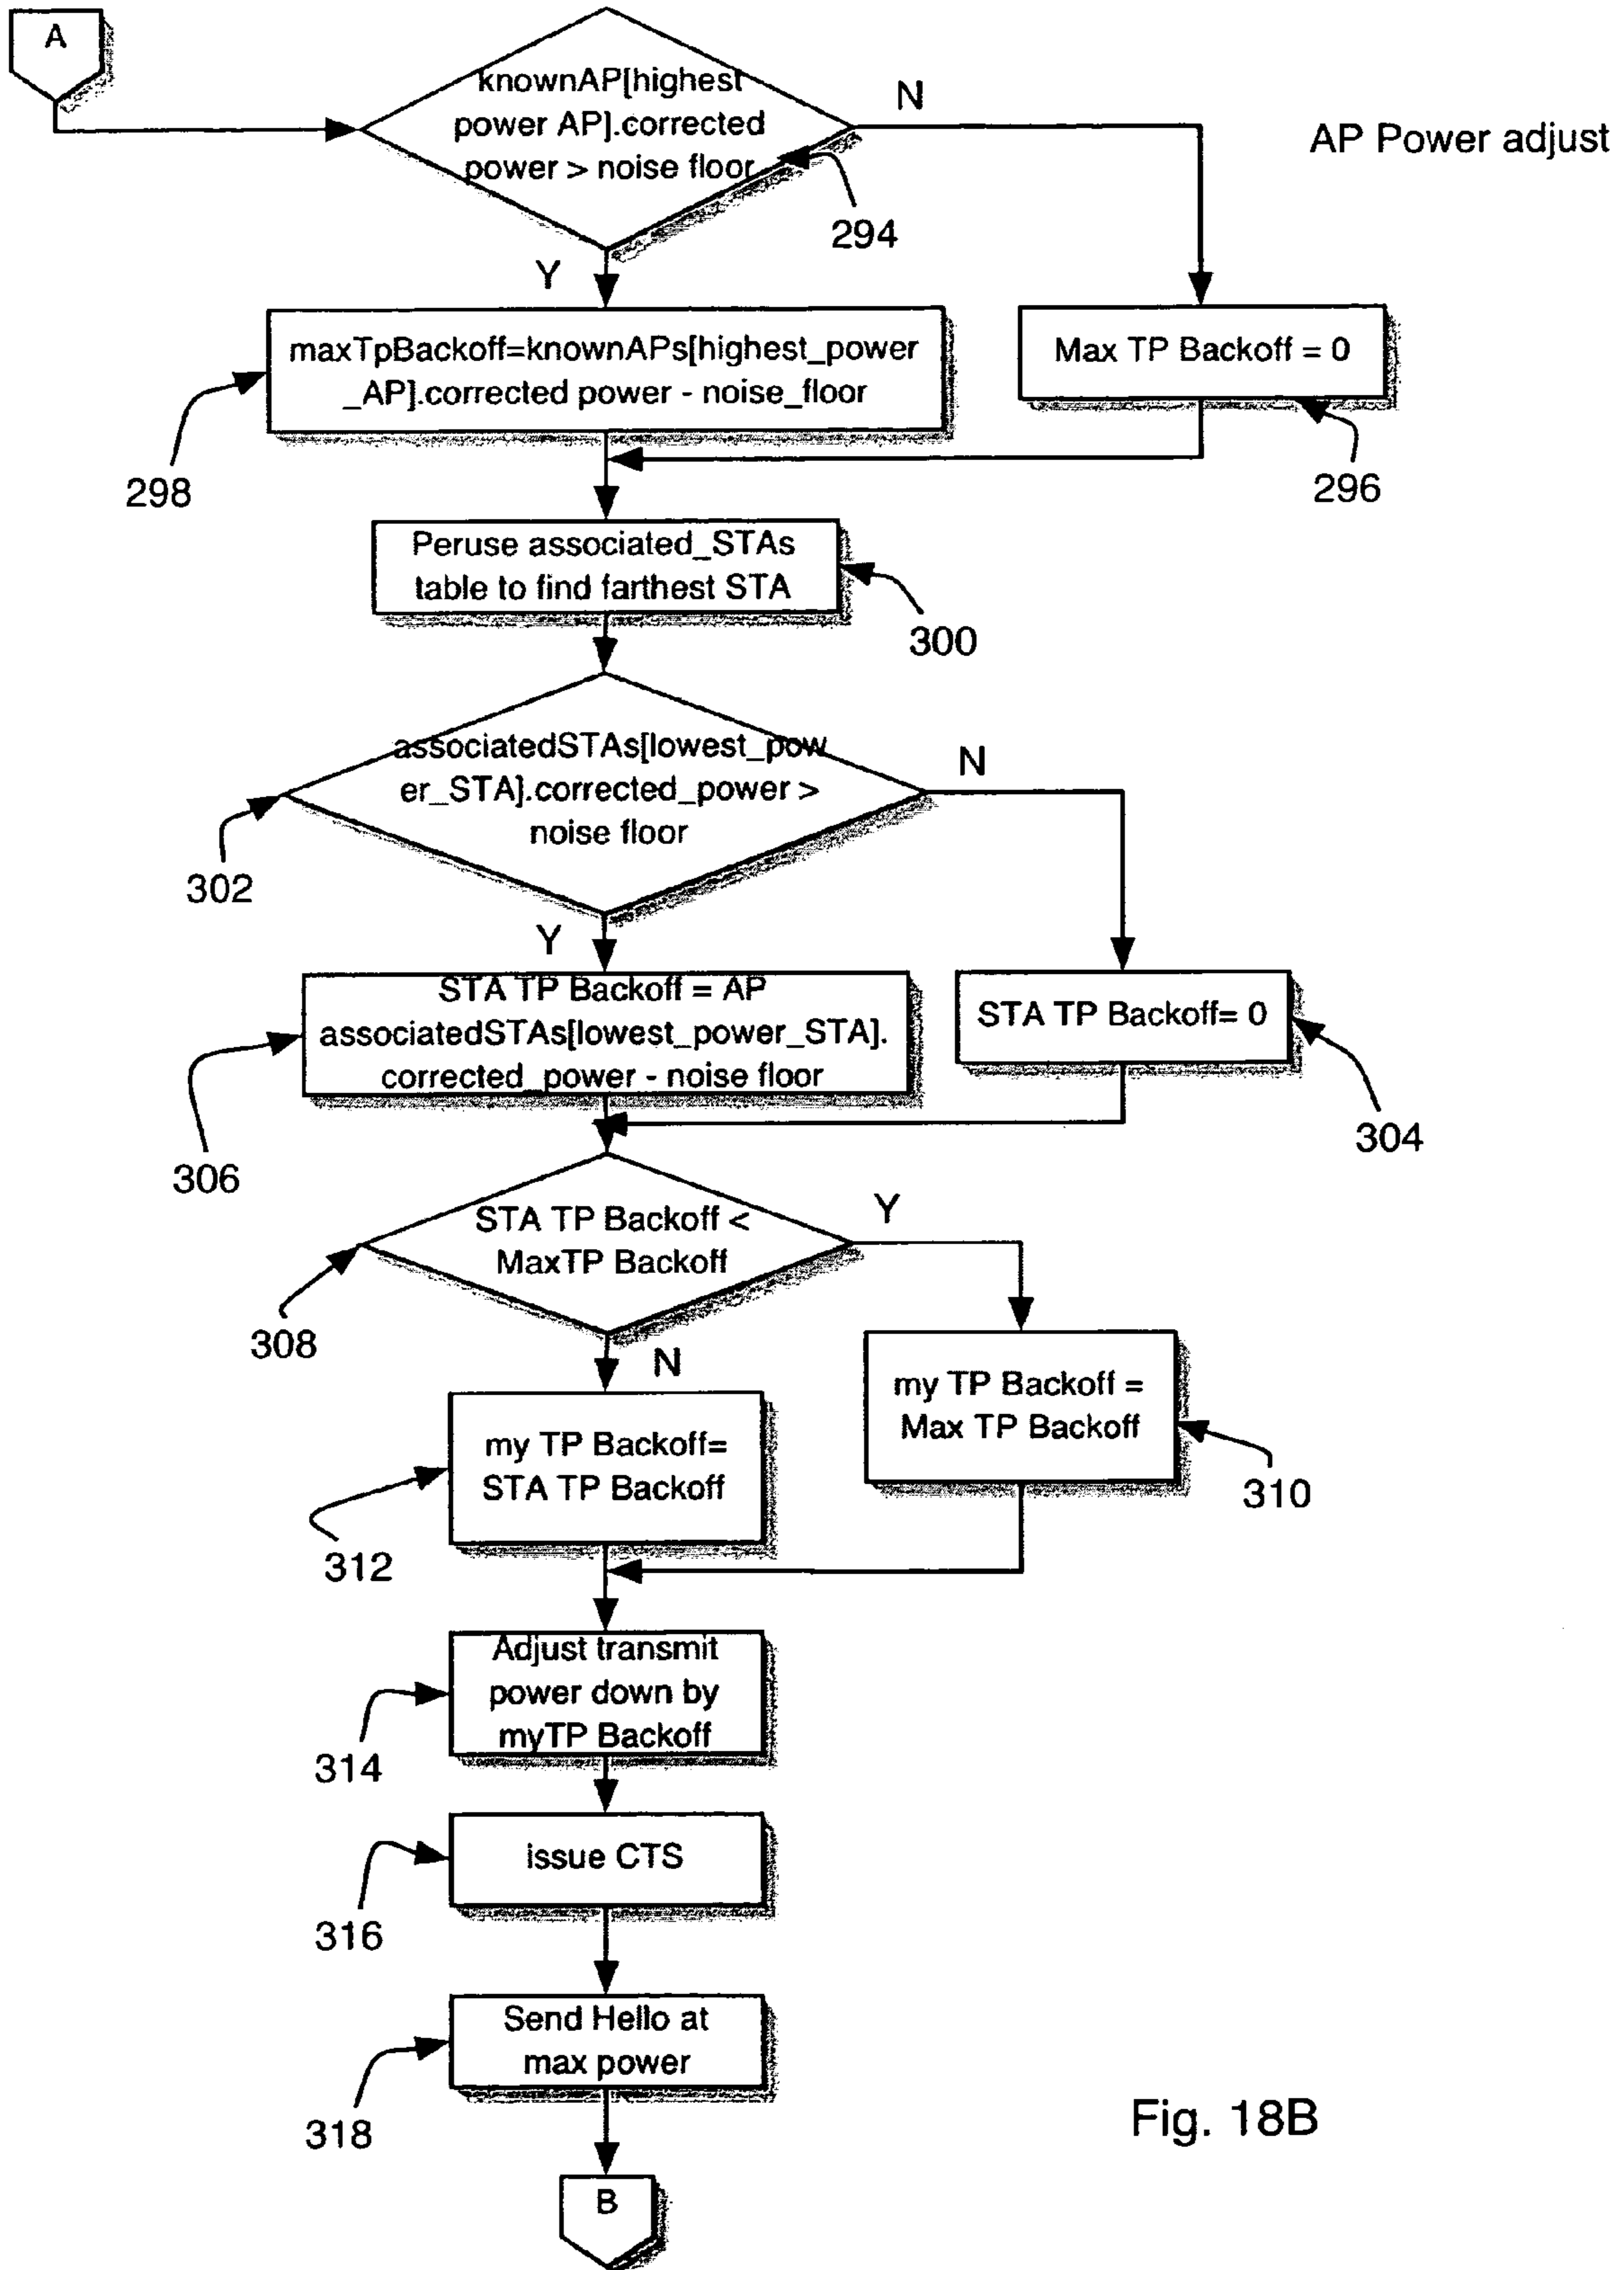 A
knownAP[highest
power AP].corrected
power > noise floor
N
AP Power adjust
294
Y
maxTpBackoff=knownAPs[highest_power
_AP].corrected power - noise_floor
Max TP Backoff = 0
298
296
Peruse associated_STAs
table to find farthest STA
300
associatedSTAs[lowest_pow
er_STA].corrected_power >
noise floor
N
302
Y
STA TP Backoff = AP
associatedSTAs[lowest_power_STA].
corrected_power - noise floor
STA TP Backoff= 0
304
306
STA TP Backoff <
MaxTP Backoff
Y
308
N
my TP Backoff =
Max TP Backoff
my TP Backoff=
STA TP Backoff
310
312
Adjust transmit
power down by
myTP Backoff
314
issue CTS
316
Send Hello at
max power
318
Fig. 18B
B